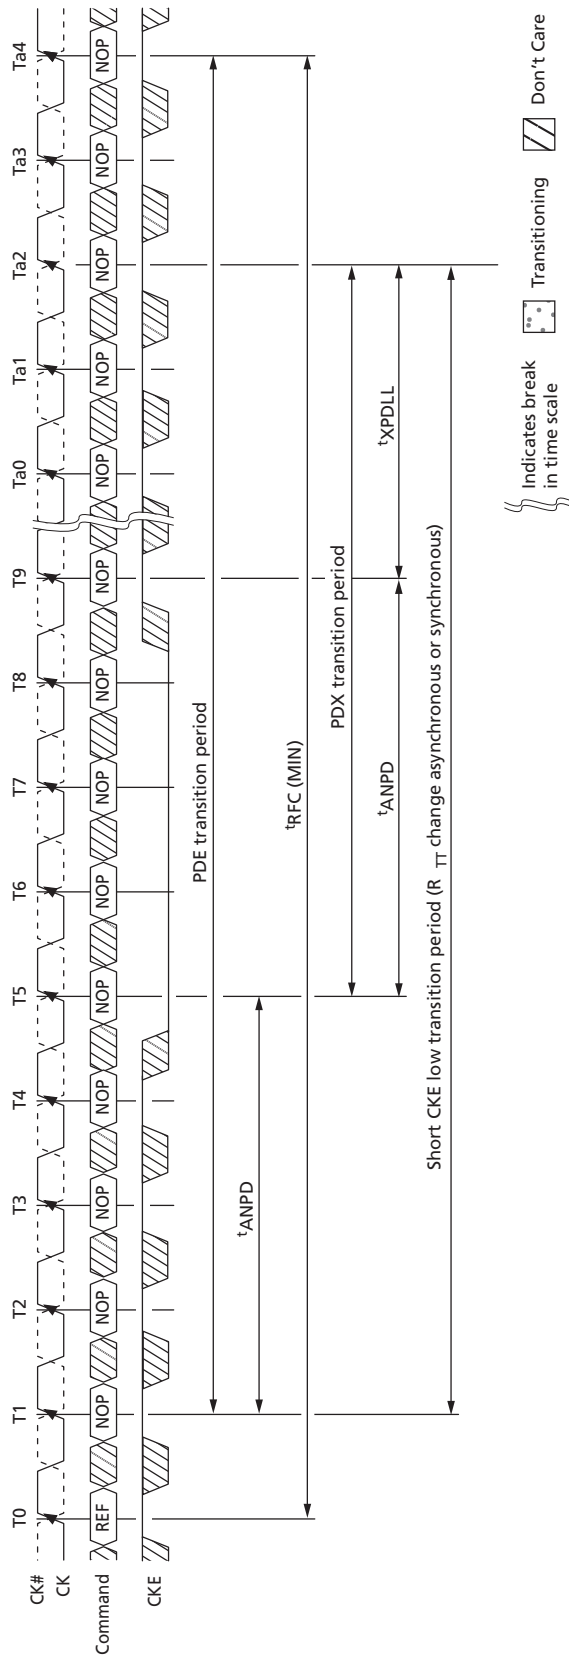 T0 T1 T2 T3 T4 T5 T6 T7 T8 T9 Ta0 Ta1 Ta2 Ta3 Ta4
CK#
CK
Command REF NOP NOP NOP NOP NOP NOP NOP NOP NOP NOP NOP NOP NOP NOP
CKE
PDE transition period
tANPD
tRFC (MIN)
PDX transition period
tANPD tXPDLL
Short CKE low transition period (R TT change asynchronous or synchronous)
Indicates break
in time scale
Transitioning
Don't Care